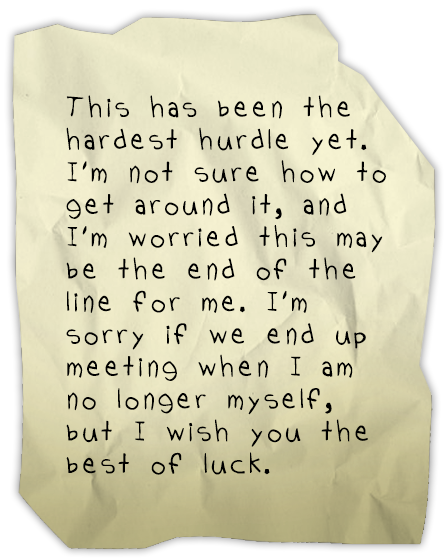 This has been the
hardest hurdle yet.
I'm not sure how to
get around it, and
I'm worried this may
be the end of the
line for me. I'm
sorry if we end up
meeting when I am
no longer myself,
but I wish you the
best of luck.